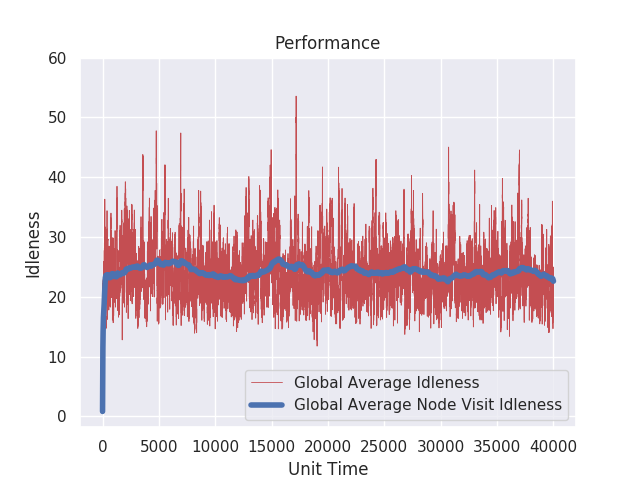 Performance
Idleness
60
50
40
30
20
10
0
0 5000 10000 15000 20000 25000 30000 35000 40000
Unit Time
Global Average Idleness
Global Average Node Visit Idleness